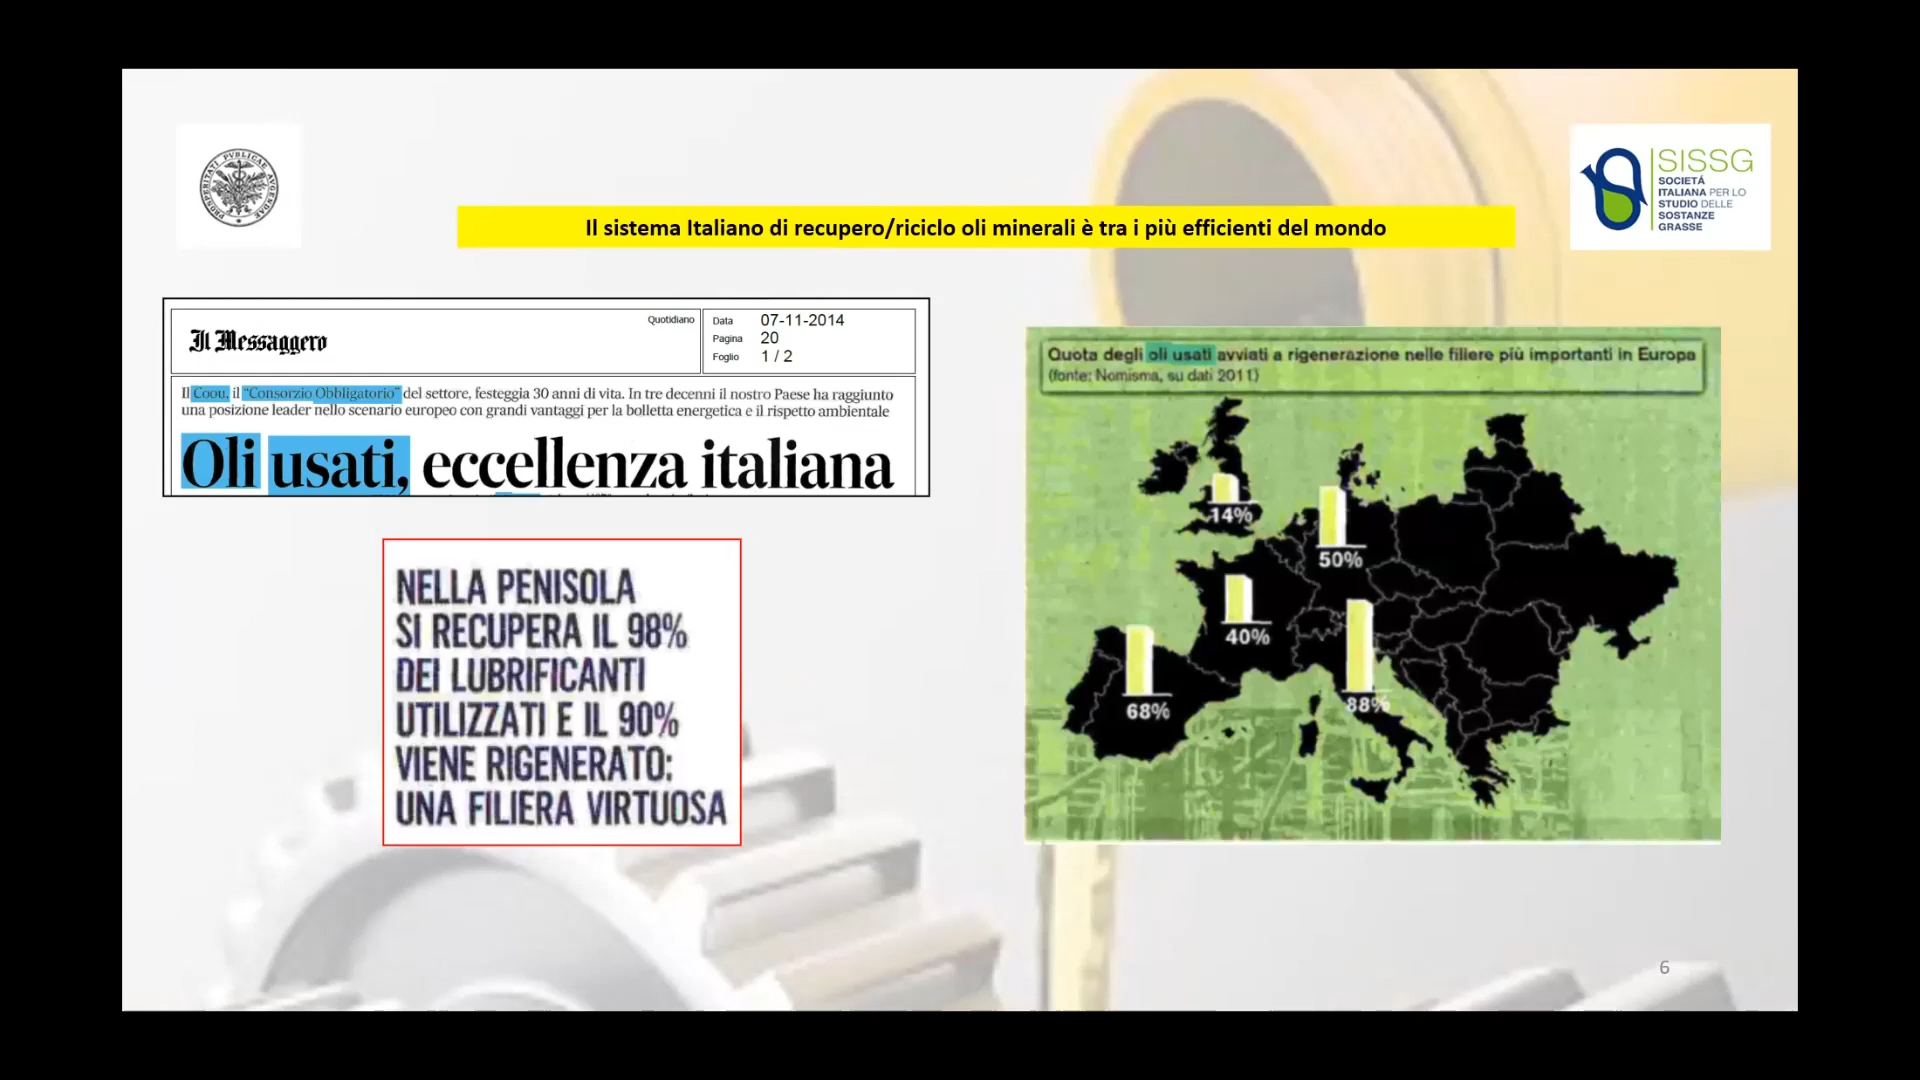 PROSPERITATI PVBLICAE AVGENDAE
SISSG
SOCIETÁ
ITALIANA PER LO
STUDIO DELLE
SOSTANZE
GRASSE
Il sistema Italiano di recupero/riciclo oli minerali è tra i più efficienti del mondo
Il Messaggero
Quotidiano
Data 07-11-2014
Pagina 20
Foglio 1 / 2
Il Coou, il “Consorzio Obbligatorio” del settore, festeggia 30 anni di vita. In tre decenni il nostro Paese ha raggiunto
una posizione leader nello scenario europeo con grandi vantaggi per la bolletta energetica e il rispetto ambientale
Oli usati, eccellenza italiana
NELLA PENISOLA
SI RECUPERA IL 98%
DEI LUBRIFICANTI
UTILIZZATI E IL 90%
VIENE RIGENERATO:
UNA FILIERA VIRTUOSA
Quota degli oli usati avviati a rigenerazione nelle filiere più importanti in Europa
(fonte: Nomisma, su dati 2011)
14%
50%
40%
68%
88%
6